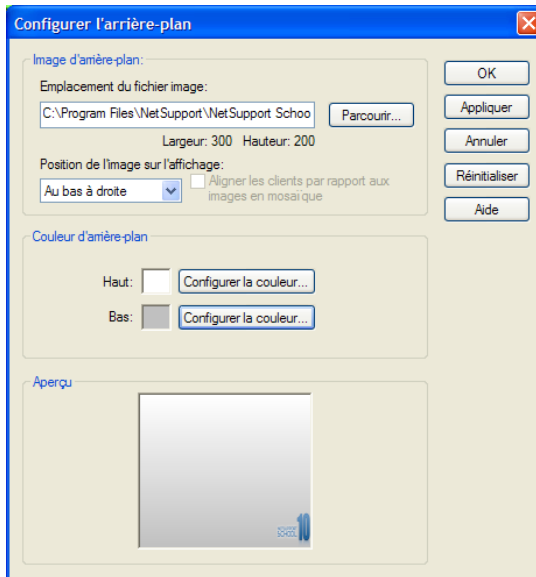 Configurer l'arrière-plan
Image d'arrière-plan:
Emplacement du fichier image:
C:\Program Files\NetSupport\NetSupport Schoo
Parcourir...
Largeur: 300 Hauteur: 200
Position de l'image sur l'affichage:
Au bas à droite
Aligner les clients par rapport aux
images en mosaïque
OK
Appliquer
Annuler
Réinitialiser
Aide
Couleur d'arrière-plan
Haut:
Configurer la couleur...
Bas:
Configurer la couleur...
Aperçu
SCHOOL 10